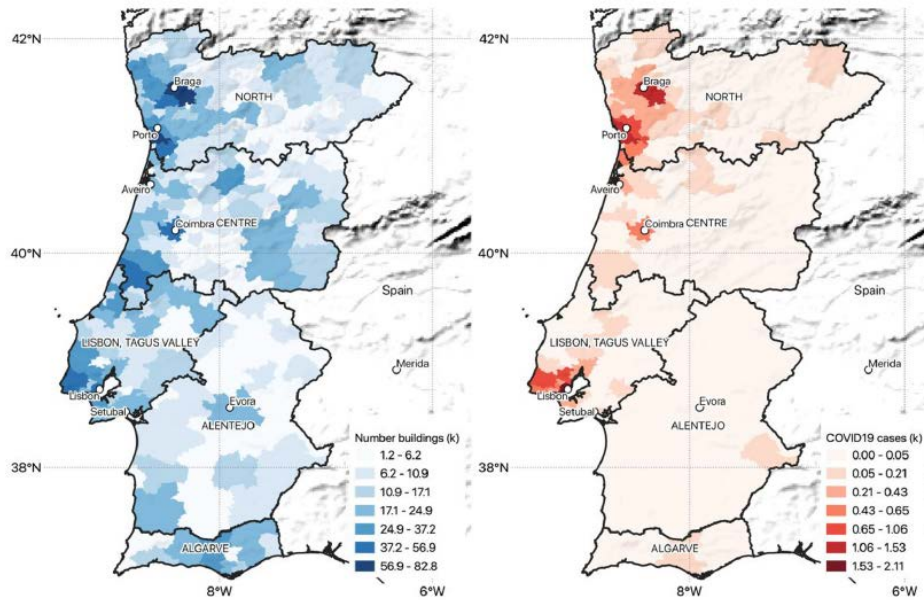 42°N
40°N
38°N
Braga
NORTH
Porto
Aveiro
Coimbra CENTRE
Spain
LISBON, TAGUS VALLEY
Merida
Lisbon
Setubal
Evora
ALENTEJO
ALGARVE
Number buildings (k)
1.2 - 6.2
6.2 - 10.9
10.9 - 17.1
17.1 - 24.9
24.9 - 37.2
37.2 - 56.9
56.9 - 82.8
8°W
6°W
42°N
40°N
38°N
Braga
NORTH
Porto
Aveiro
Coimbra CENTRE
Spain
LISBON, TAGUS VALLEY
Merida
Lisbon
Setubal
Evora
ALENTEJO
ALGARVE
COVID19 cases (k)
0.00 - 0.05
0.05 - 0.21
0.21 - 0.43
0.43 - 0.65
0.65 - 1.06
1.06 - 1.53
1.53 - 2.11
8°W
6°W